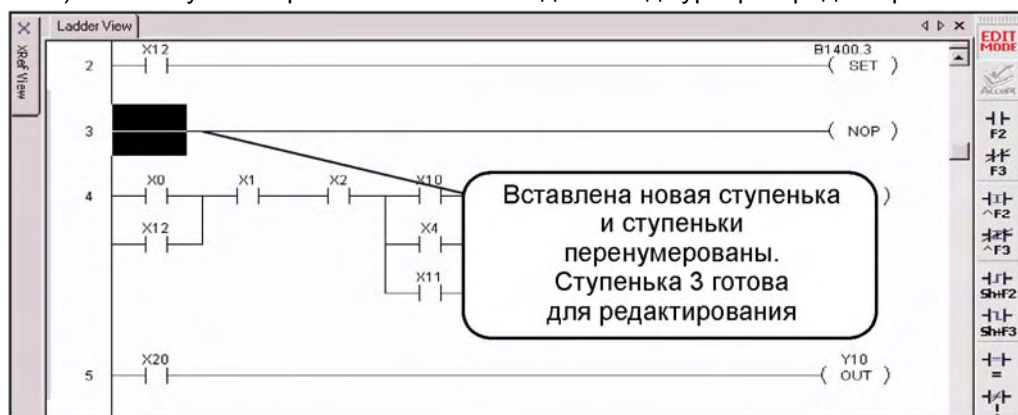 Ladder View
EDIT
MODE
XRef View
Accept
X12
B1400.3
2
( SET )
F2
3
( NOP )
F3
X0
X1
X2
X10
4
)
^F2
X12
X4
^F3
X11
Sh+F2
Sh+F3
Вставлена новая ступенька
и ступеньки
перенумерованы.
Ступенька 3 готова
для редактирования
X20
Y10
5
( OUT )
=